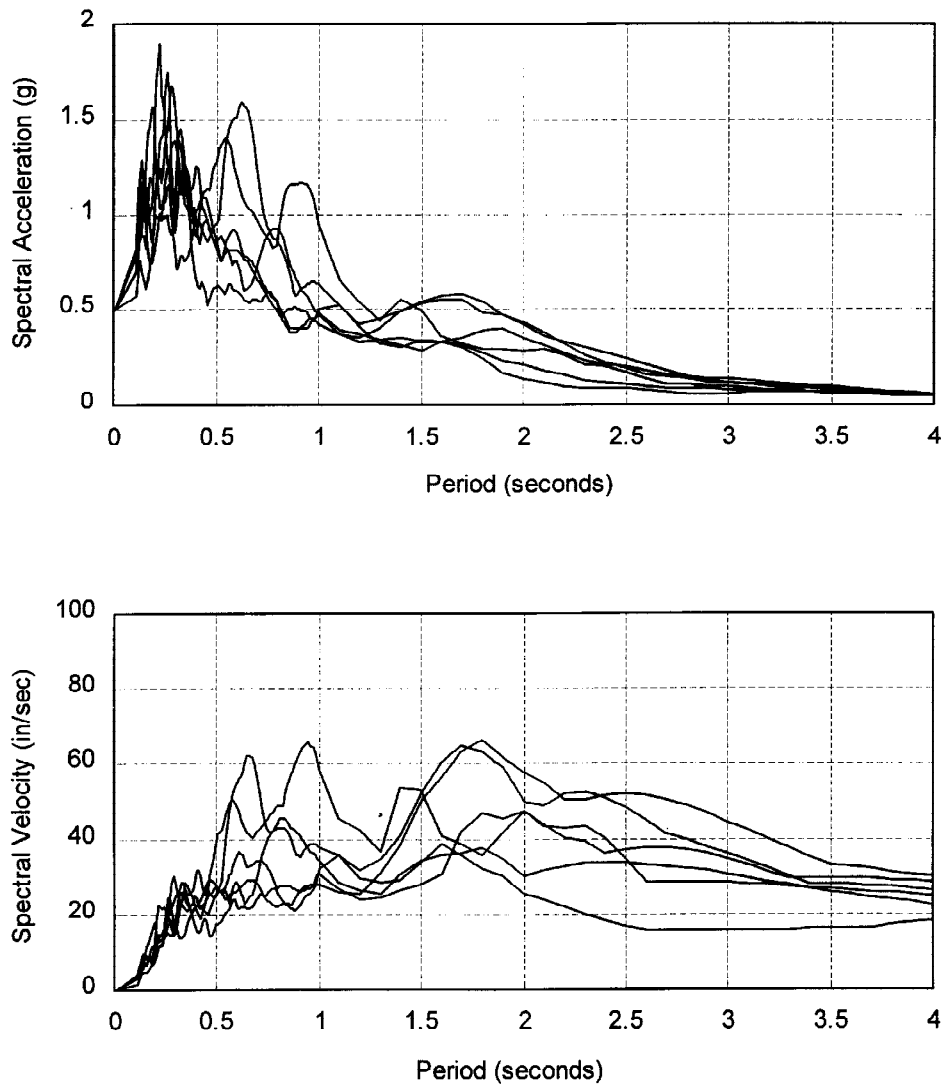 Spectral Acceleration (g)
2
1.5
1
0.5
0
0 0.5 1 1.5 2 2.5 3 3.5 4
Period (seconds)
Spectral Velocity (in/sec)
100
80
60
40
20
0
0 0.5 1 1.5 2 2.5 3 3.5 4
Period (seconds)